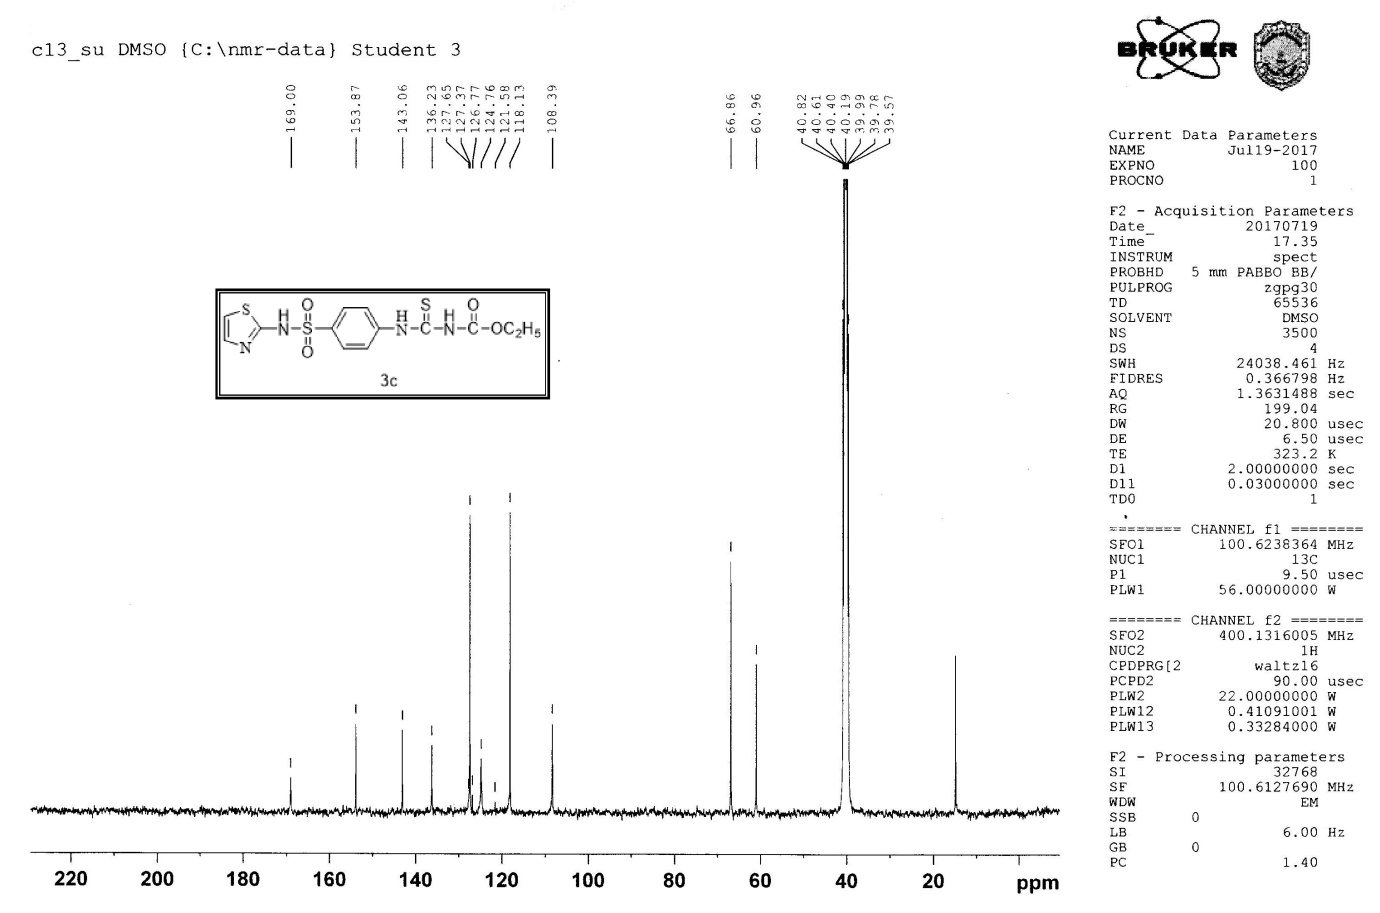 c13_su DMSO {C:\nmr-data} Student 3
BRUKER
169.00
153.87
143.06
136.23
127.65
127.37
126.77
124.76
121.58
118.13
108.39
66.86
60.96
40.82
40.61
40.40
40.19
39.99
39.78
39.57
S
N
H
N
O
S
O
H
N
S
C
H
N
O
C
OC2H5
3c
220 200 180 160 140 120 100 80 60 40 20 ppm
Current Data Parameters
NAME Jul19-2017
EXPNO 100
PROCNO 1
F2 - Acquisition Parameters
Date_ 20170719
Time 17.35
INSTRUM spect
PROBHD 5 mm PABBO BB/
PULPROG zgpg30
TD 65536
SOLVENT DMSO
NS 3500
DS 4
SWH 24038.461 Hz
FIDRES 0.366798 Hz
AQ 1.3631488 sec
RG 199.04
DW 20.800 usec
DE 6.50 usec
TE 323.2 K
D1 2.00000000 sec
D11 0.03000000 sec
TD0 1
======== CHANNEL f1 ========
SFO1 100.6238364 MHz
NUC1 13C
P1 9.50 usec
PLW1 56.00000000 W
======== CHANNEL f2 ========
SFO2 400.1316005 MHz
NUC2 1H
CPDPRG[2 waltz16
PCPD2 90.00 usec
PLW2 22.00000000 W
PLW12 0.41091001 W
PLW13 0.33284000 W
F2 - Processing parameters
SI 32768
SF 100.6127690 MHz
WDW EM
SSB 0
LB 6.00 Hz
GB 0
PC 1.40